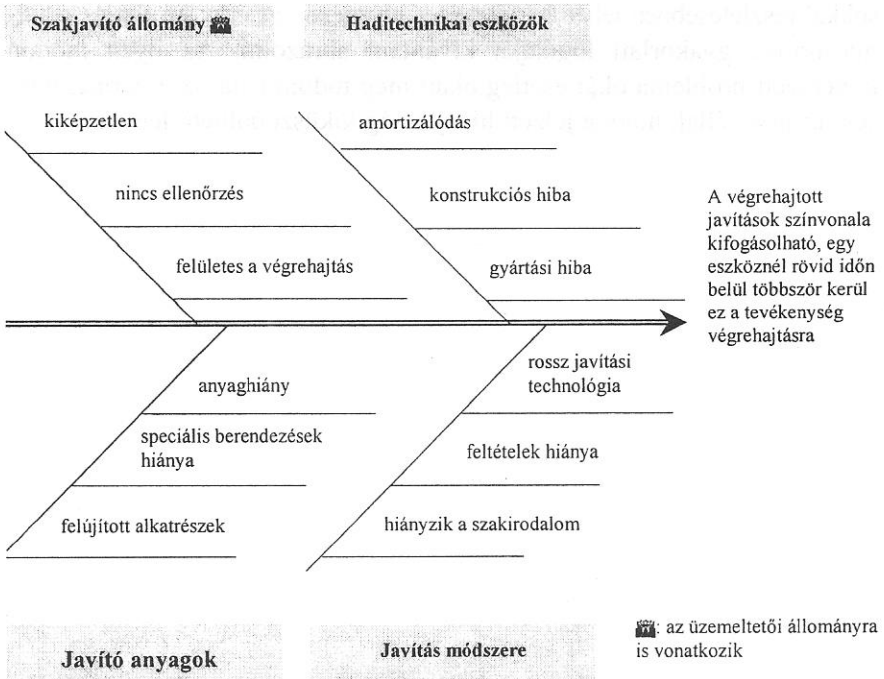 Szakjavító állomány
Haditechnikai eszközök
kiképzetlen
nincs ellenőrzés
felületes a végrehajtás
amortizálódás
konstrukciós hiba
gyártási hiba
A végrehajtott
javítások színvonala
kifogásolható, egy
eszköznél rövid időn
belül többször kerül
ez a tevékenység
végrehajtásra
anyaghiány
speciális berendezések
hiánya
felújított alkatrészek
rossz javítási
technológia
feltételek hiánya
hiányzik a szakirodalom
Javító anyagok
Javítás módszere
: az üzemeltetői állományra
is vonatkozik